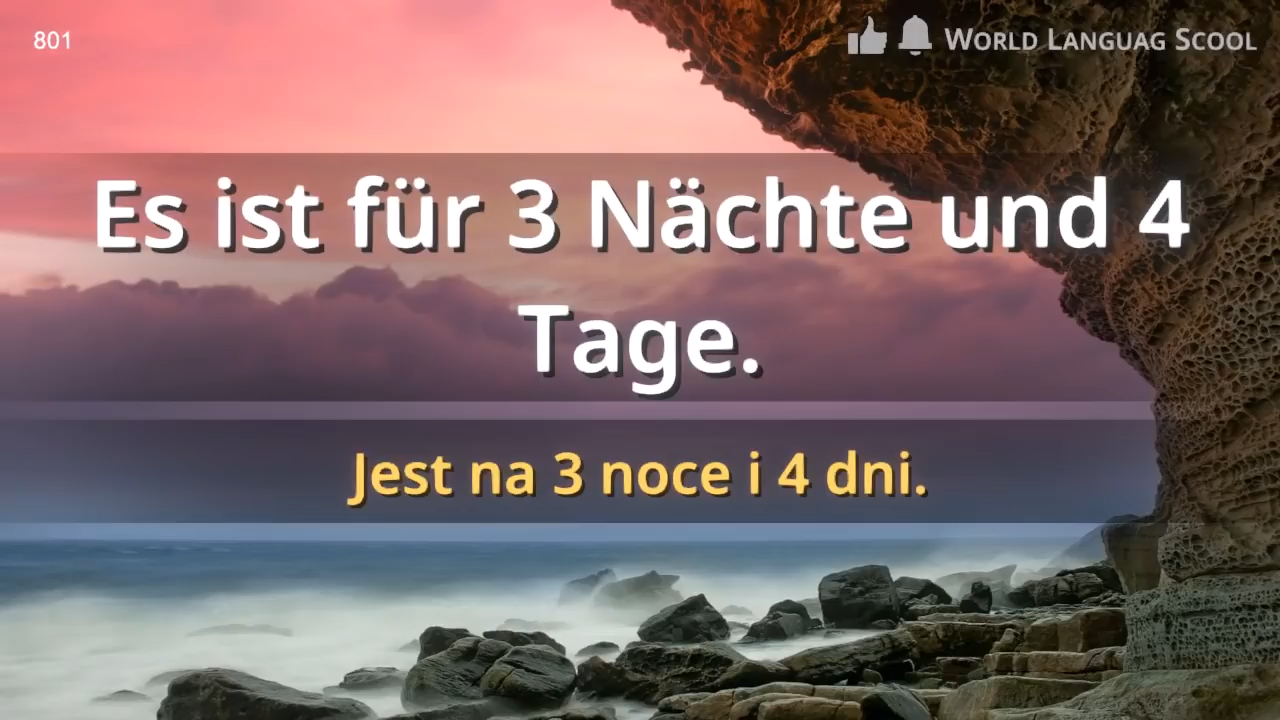 801
WORLD LANGUAG SCOOL
Es ist für 3 Nächte und 4
Tage.
Jest na 3 noce i 4 dni.